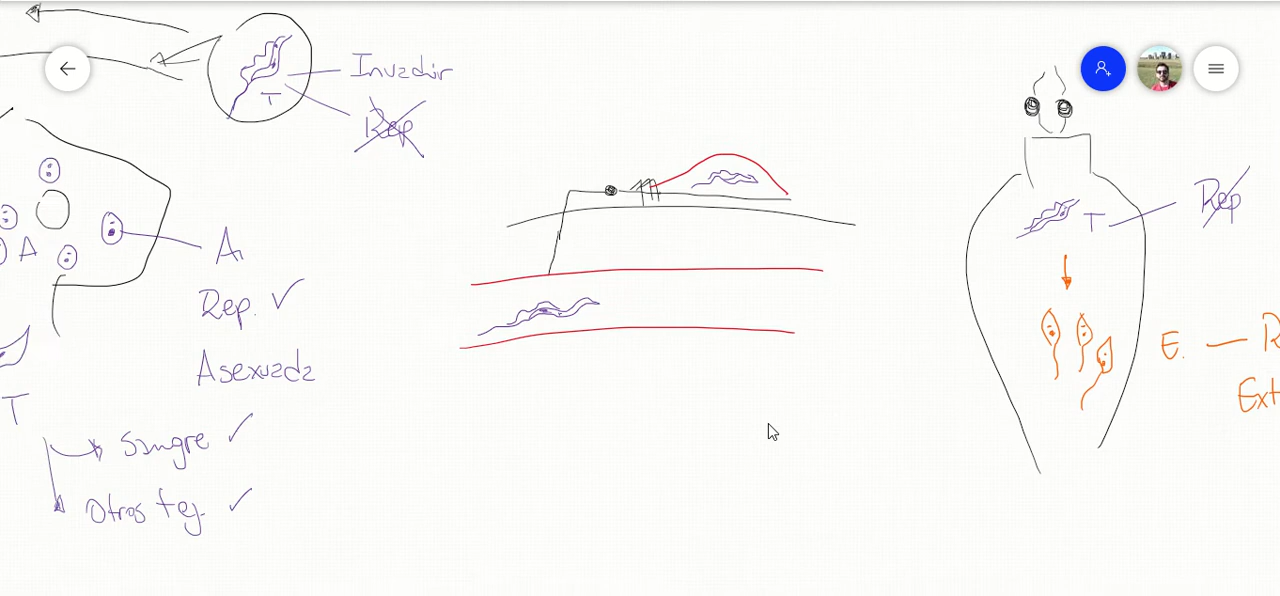 Invadir
T
Rep
A
A
Rep. ✓
Asexuada
T
Sangre ✓
Otros tej. ✓
T
Rep
E. — R
Ext